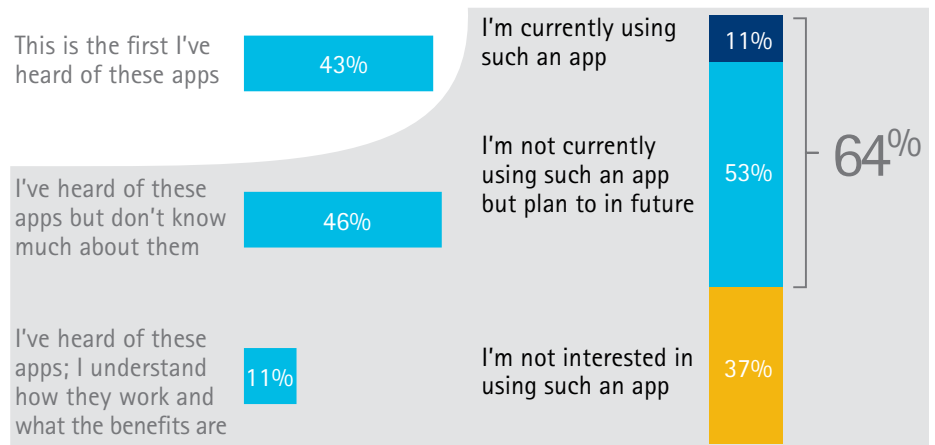 This is the first I've
heard of these apps
43%
I've heard of these
apps but don't know
much about them
46%
I've heard of these
apps; I understand
how they work and
what the benefits are
11%
I'm currently using
such an app
11%
I'm not currently
using such an app
but plan to in future
53%
64%
I'm not interested in
using such an app
37%